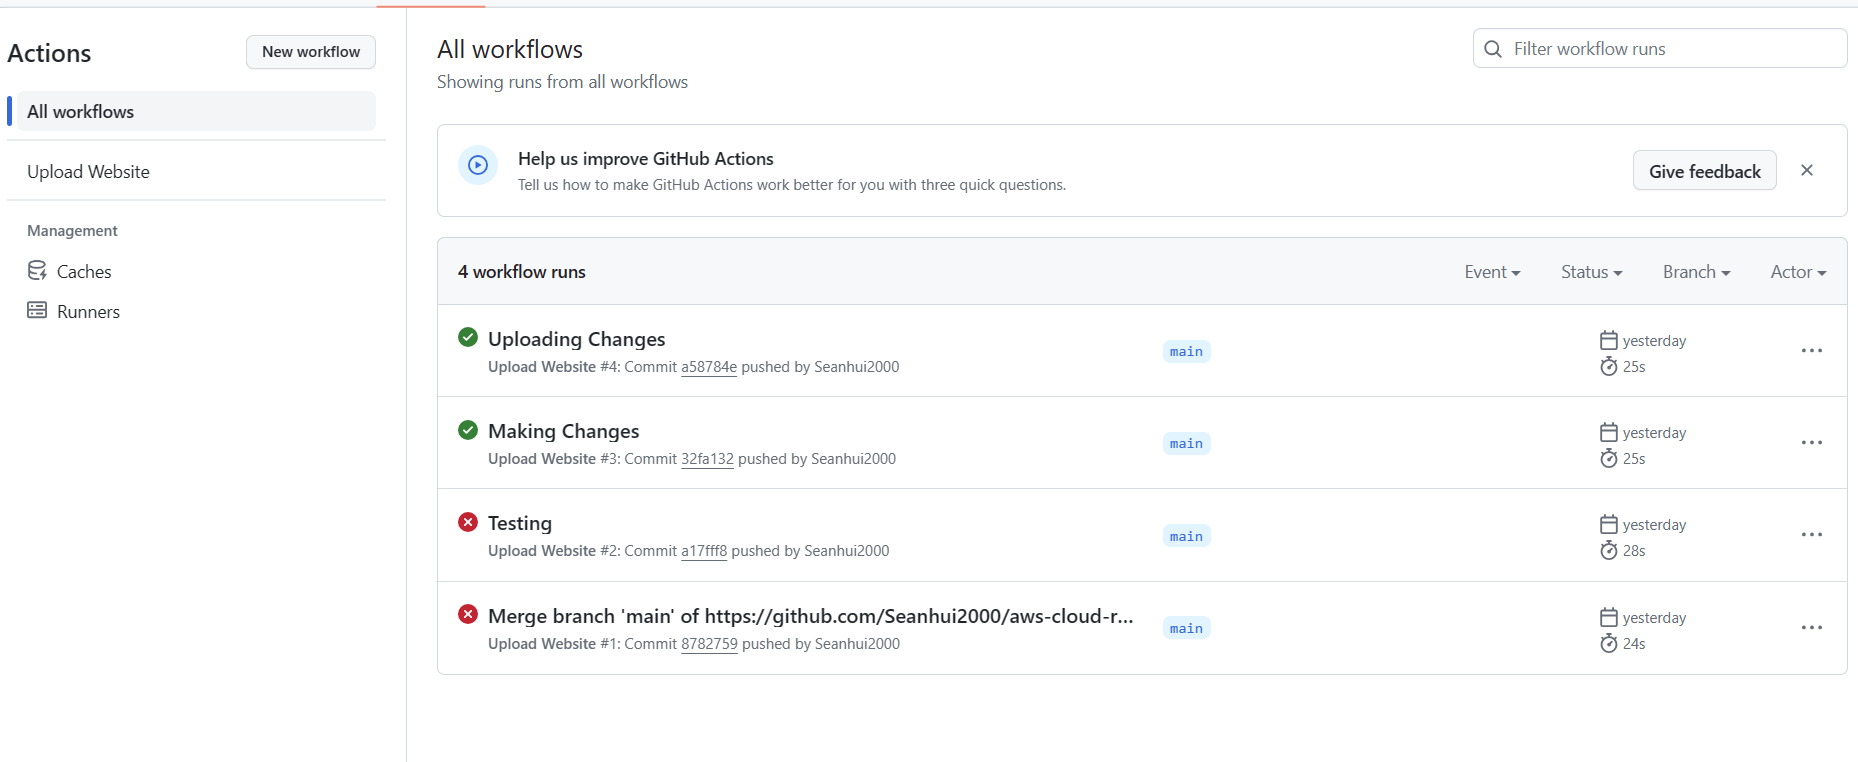 Actions
New workflow
All workflows
Upload Website
Management
Caches
Runners
All workflows
Showing runs from all workflows
Filter workflow runs
Help us improve GitHub Actions
Tell us how to make GitHub Actions work better for you with three quick questions.
Give feedback
4 workflow runs
Event
Status
Branch
Actor
Uploading Changes
Upload Website #4: Commit a58784e pushed by Seanhui2000
main
yesterday
25s
Making Changes
Upload Website #3: Commit 32fa132 pushed by Seanhui2000
main
yesterday
25s
Testing
Upload Website #2: Commit a17fff8 pushed by Seanhui2000
main
yesterday
28s
Merge branch 'main' of https://github.com/Seanhui2000/aws-cloud-r...
Upload Website #1: Commit 8782759 pushed by Seanhui2000
main
yesterday
24s